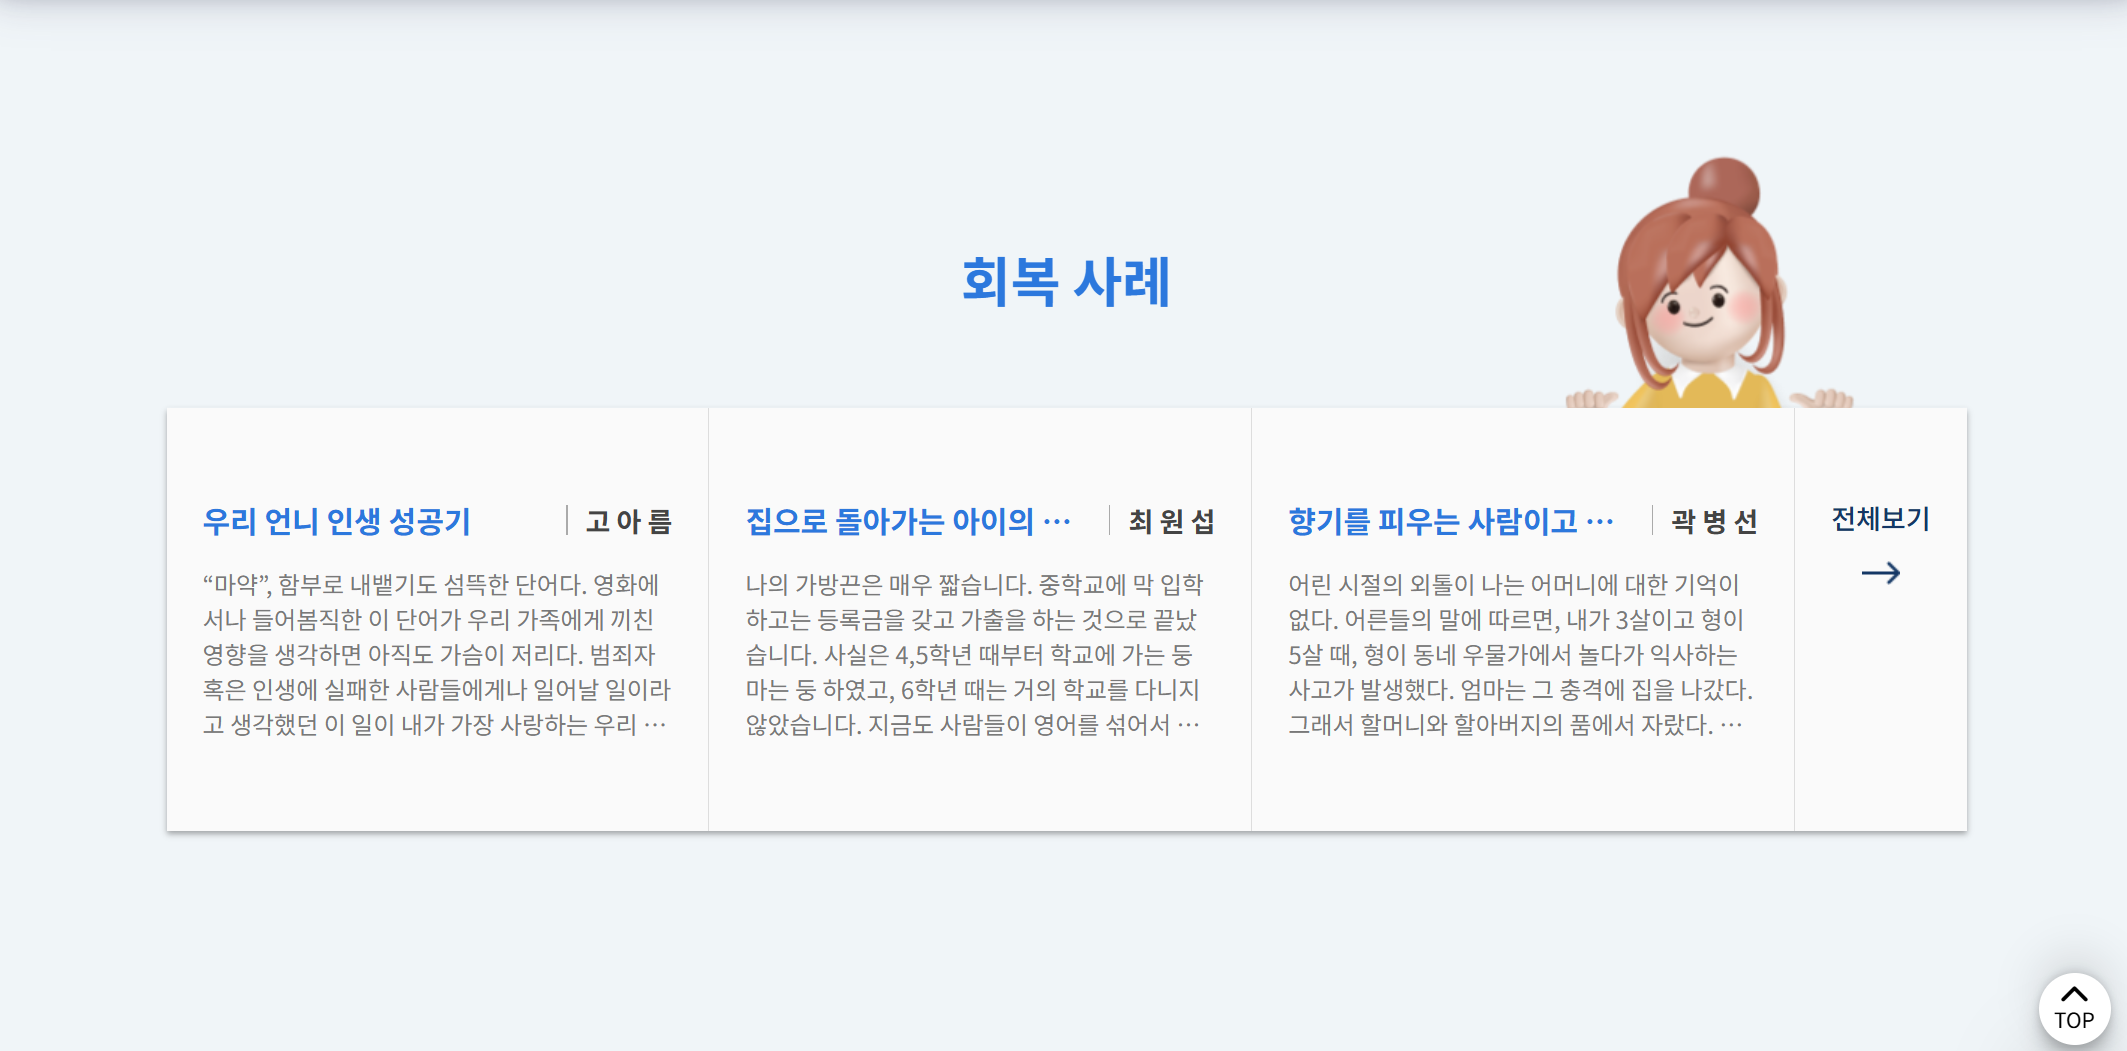 회복 사례
우리 언니 인생 성공기
고 아 름
“마약”, 함부로 내뱉기도 섬뜩한 단어다. 영화에
서나 들어봄직한 이 단어가 우리 가족에게 끼친
영향을 생각하면 아직도 가슴이 저리다. 범죄자
혹은 인생에 실패한 사람들에게나 일어날 일이라
고 생각했던 이 일이 내가 가장 사랑하는 우리 …
집으로 돌아가는 아이의 …
최 원 섭
나의 가방끈은 매우 짧습니다. 중학교에 막 입학
하고는 등록금을 갖고 가출을 하는 것으로 끝났
습니다. 사실은 4,5학년 때부터 학교에 가는 둥
마는 둥 하였고, 6학년 때는 거의 학교를 다니지
않았습니다. 지금도 사람들이 영어를 섞어서 …
향기를 피우는 사람이고 …
곽 병 선
어린 시절의 외톨이 나는 어머니에 대한 기억이
없다. 어른들의 말에 따르면, 내가 3살이고 형이
5살 때, 형이 동네 우물가에서 놀다가 익사하는
사고가 발생했다. 엄마는 그 충격에 집을 나갔다.
그래서 할머니와 할아버지의 품에서 자랐다. …
전체보기
TOP